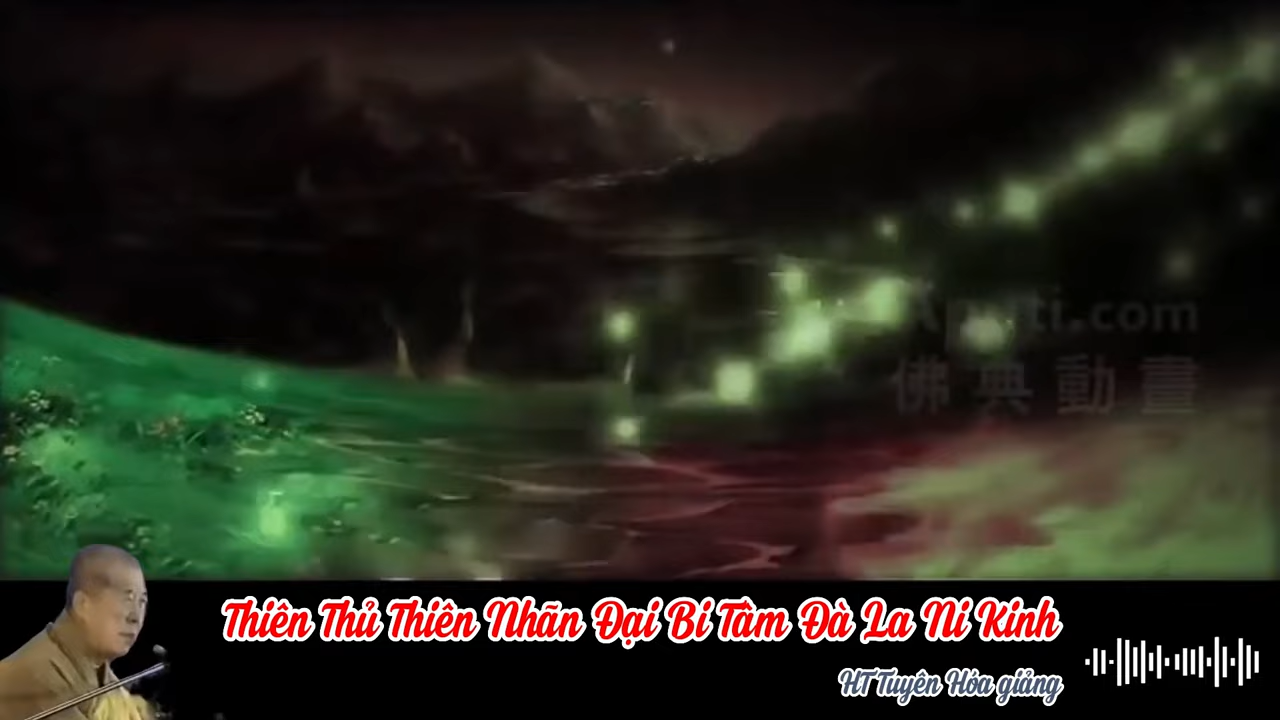 佛典動畫
Thiên Thủ Thiên Nhãn Đại Bi Tâm Đà La Ni Kinh
HT Tuyên Hóa giảng